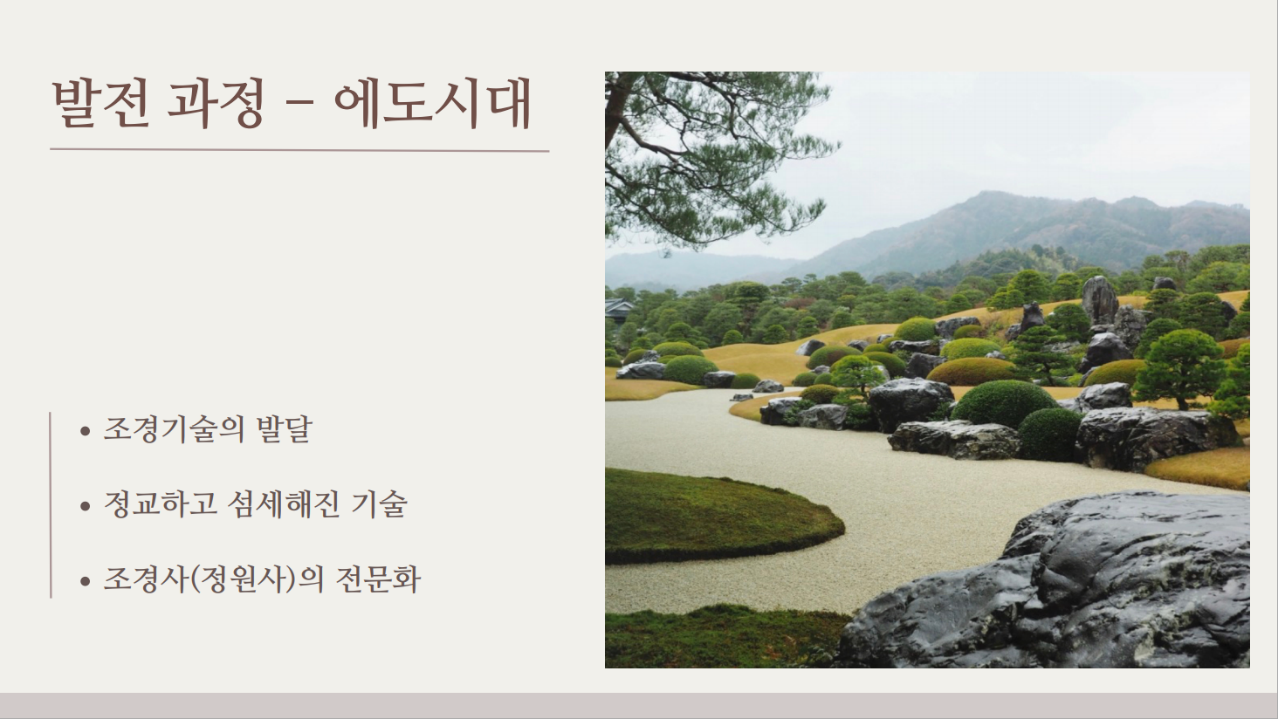 발전 과정 – 에도시대
• 조경기술의 발달
• 정교하고 섬세해진 기술
• 조경사(정원사)의 전문화